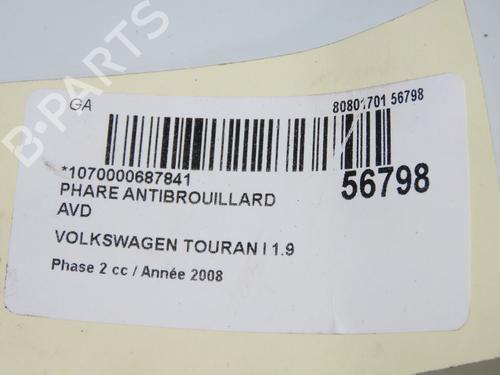 B-PARTS
GA
80801701 56798
*1070000687841
56798
PHARE ANTIBROUILLARD
AVD
VOLKSWAGEN TOURAN I 1.9
Phase 2 cc / Année 2008